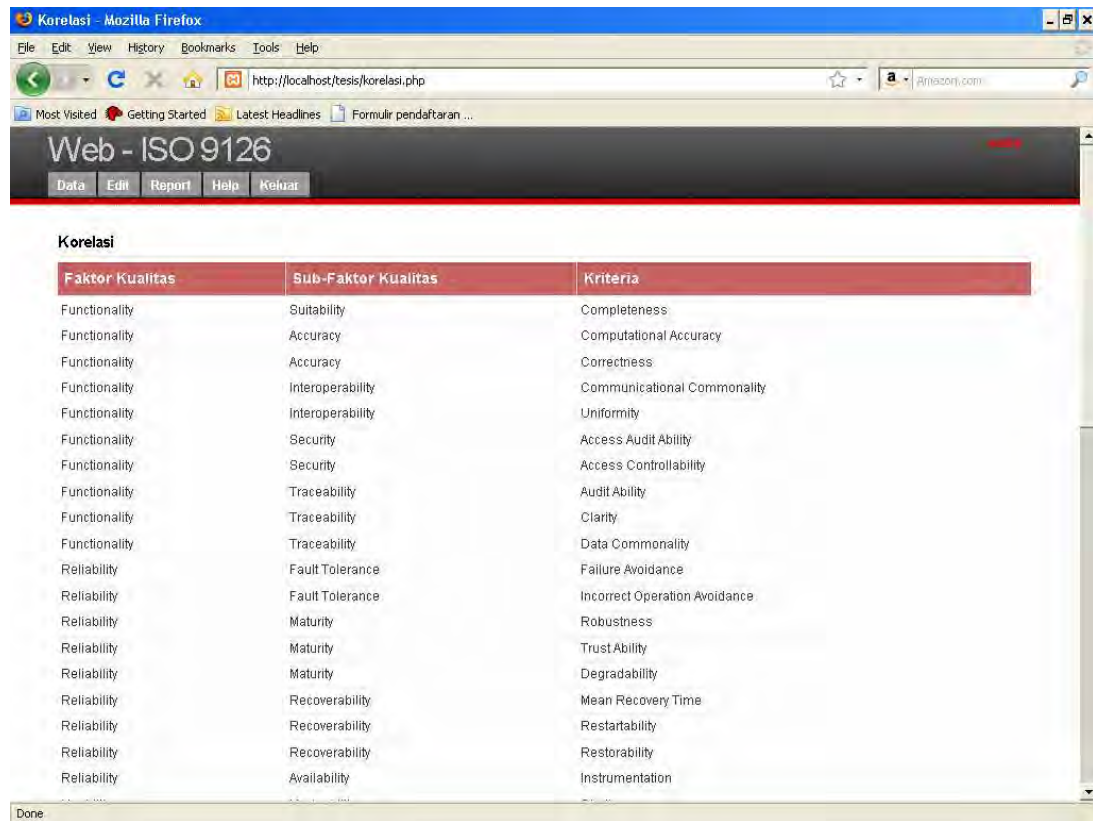 Korelasi - Mozilla Firefox
File Edit View History Bookmarks Tools Help
http://localhost/tesis/korelasi.php
Amazon.com
Most Visited Getting Started Latest Headlines Formulir pendaftaran ...
Web - ISO 9126
Data Edit Report Help Keluar
Korelasi
Faktor Kualitas Sub-Faktor Kualitas Kriteria
Functionality Suitability Completeness
Functionality Accuracy Computational Accuracy
Functionality Accuracy Correctness
Functionality Interoperability Communicational Commonality
Functionality Interoperability Uniformity
Functionality Security Access Audit Ability
Functionality Security Access Controllability
Functionality Traceability Audit Ability
Functionality Traceability Clarity
Functionality Traceability Data Commonality
Reliability Fault Tolerance Failure Avoidance
Reliability Fault Tolerance Incorrect Operation Avoidance
Reliability Maturity Robustness
Reliability Maturity Trust Ability
Reliability Maturity Degradability
Reliability Recoverability Mean Recovery Time
Reliability Recoverability Restartability
Reliability Recoverability Restorability
Reliability Availability Instrumentation
Done